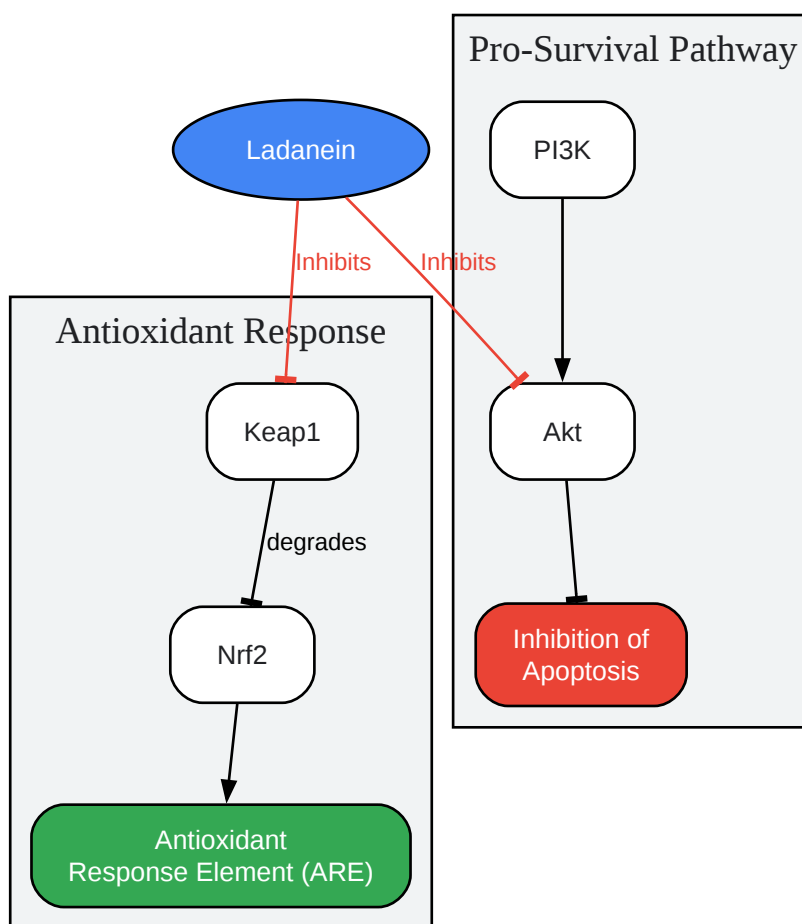 Pro-Survival Pathway
Ladanein
PI3K
Inhibits
Inhibits
Antioxidant Response
Keap1
Akt
degrades
Nrf2
Inhibition of
Apoptosis
Antioxidant
Response Element (ARE)